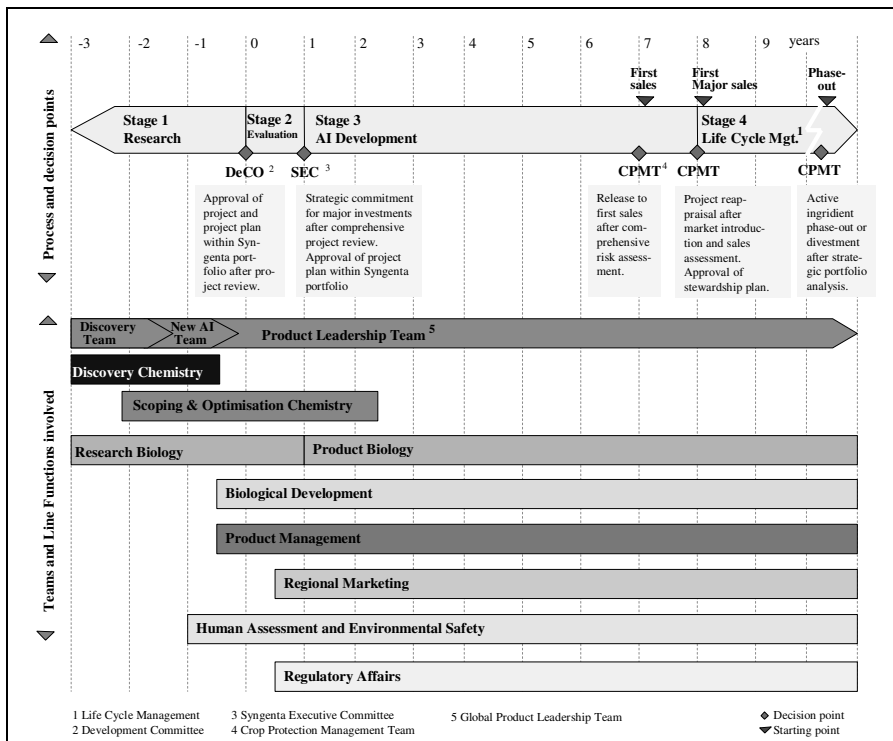 -3 -2 -1 0 1 2 3 4 5 6 7 8 9 years
First sales
First Major sales
Phase-out
Process and decision points
Stage 1
Research
Stage 2
Evaluation
Stage 3
AI Development
Stage 4
Life Cycle Mgt.1
DeCO 2
SEC 3
CPMT 4
CPMT
CPMT
Approval of
project and
project plan
within Syn-
genta port-
folio after pro-
ject review.
Strategic commitment
for major investments
after comprehensive
project review.
Approval of project
plan within Syngenta
portfolio
Release to
first sales
after com-
prehensive
risk assess-
ment.
Project reap-
praisal after
market introduc-
tion and sales
assessment.
Approval of
stewardship plan.
Active
ingridient
phase-out or
divestment
after strate-
gic portfolio
analysis.
Teams and Line Functions involved
Discovery
Team
New AI
Team
Product Leadership Team 5
Discovery Chemistry
Scoping & Optimisation Chemistry
Research Biology
Product Biology
Biological Development
Product Management
Regional Marketing
Human Assessment and Environmental Safety
Regulatory Affairs
1 Life Cycle Management
2 Development Committee
3 Syngenta Executive Committee
4 Crop Protection Management Team
5 Global Product Leadership Team
Decision point
Starting point